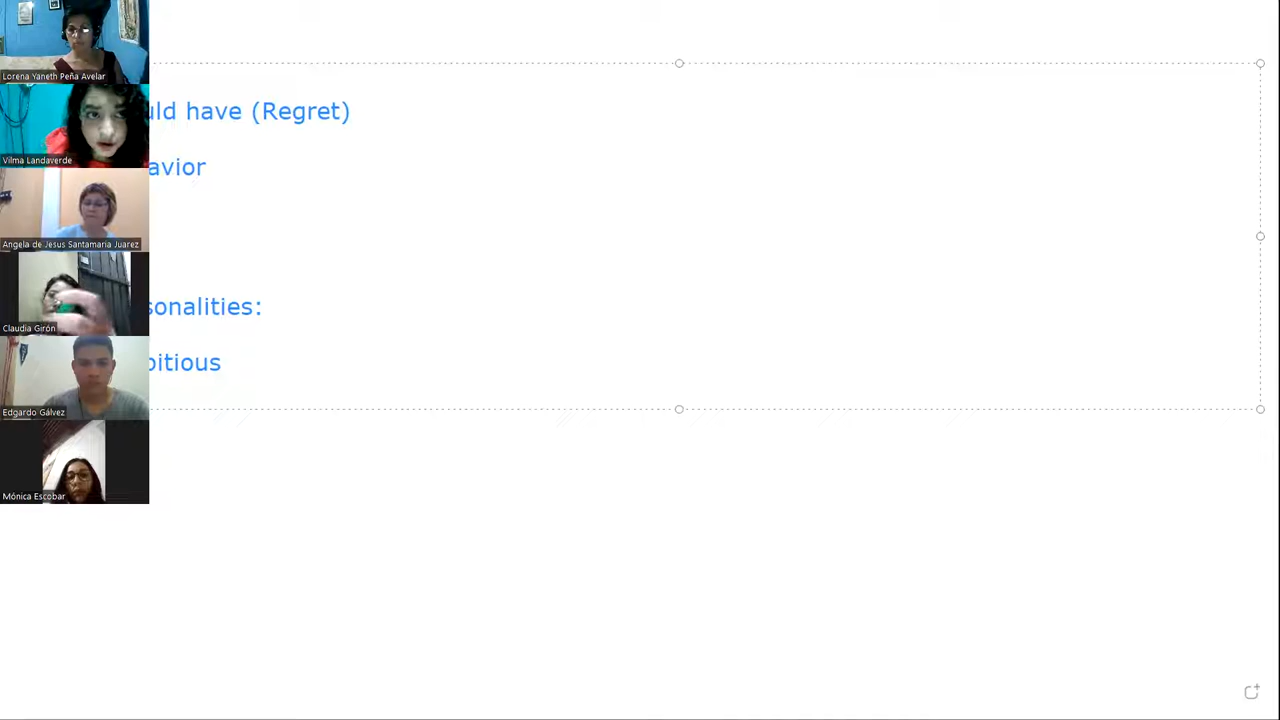 Lorena Yaneth Peña Avelar
Vilma Landaverde
Angela de Jesus Santamaria Juarez
Claudia Girón
Edgardo Gálvez
Mónica Escobar
uld have (Regret)
avior
sonalities:
bitious